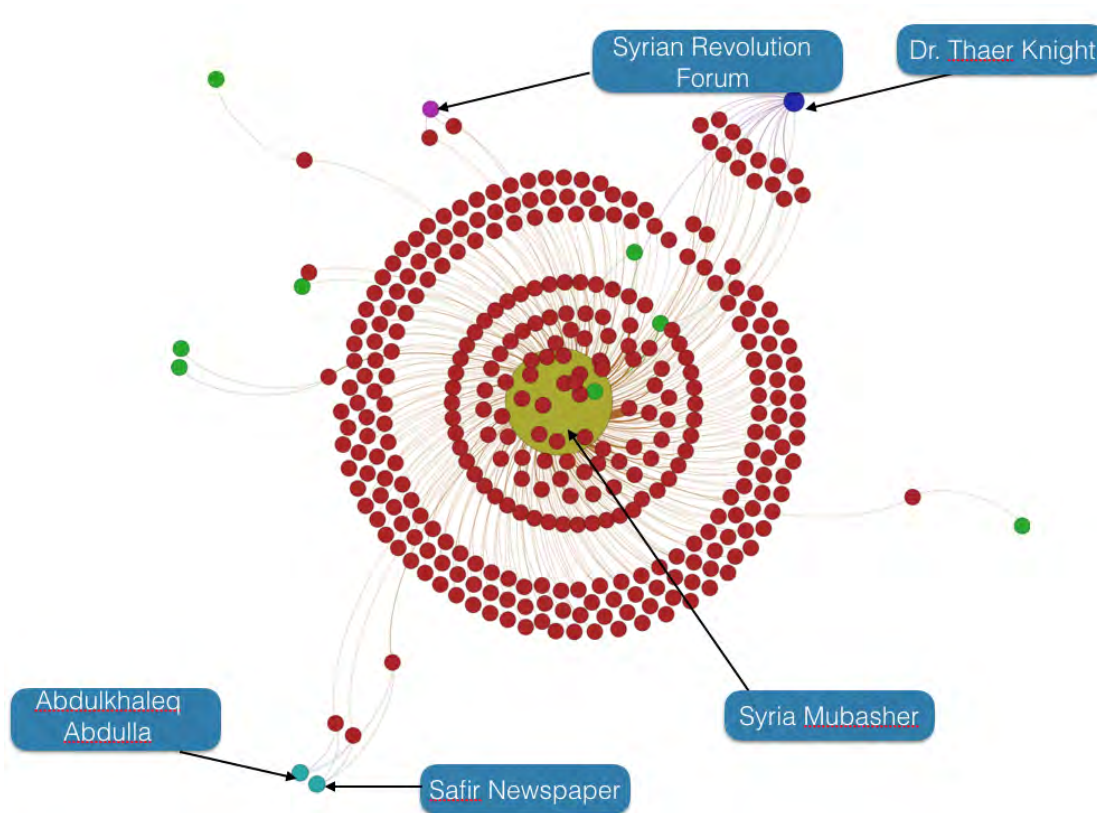 Syrian Revolution
Forum
Dr. Thaer Knight
Abdulkhaleq
Abdulla
Syria Mubasher
Safir Newspaper